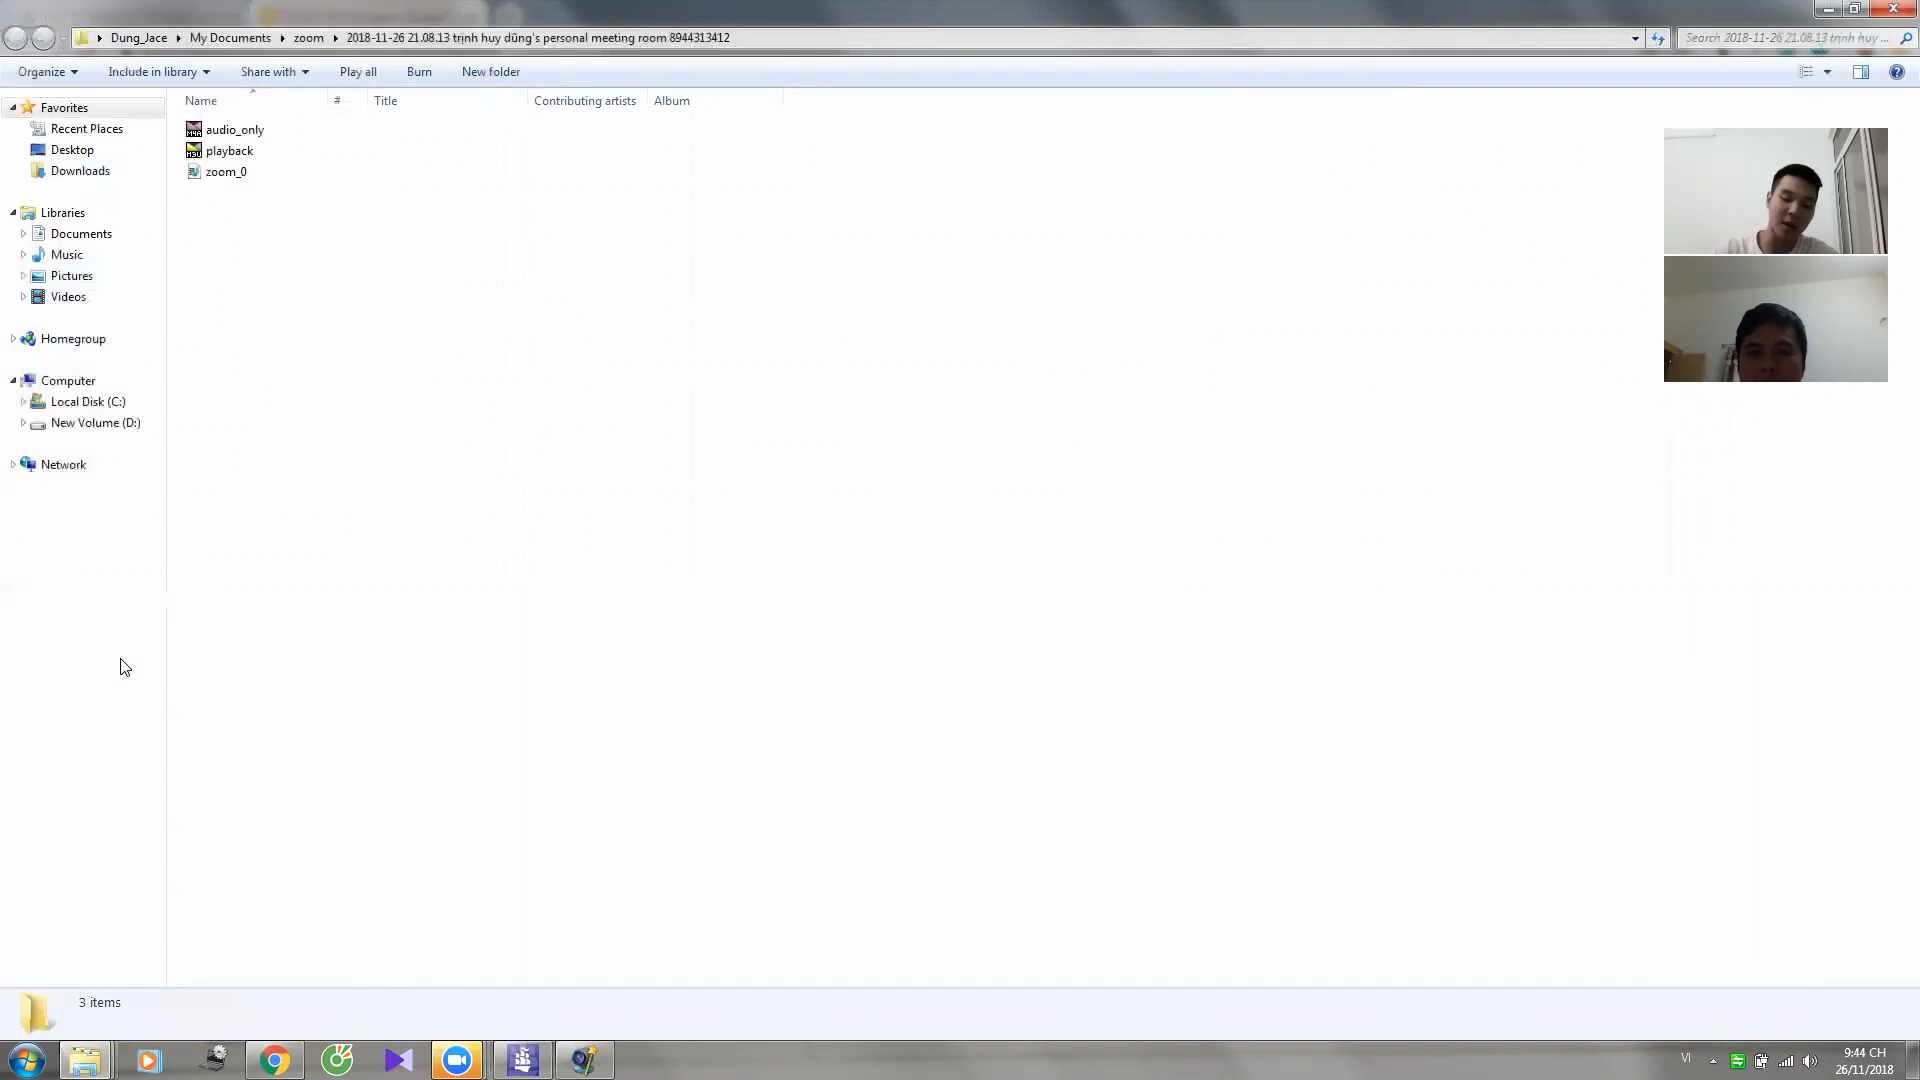 Dung_Jace ▸ My Documents ▸ zoom ▸ 2018-11-26 21.08.13 trịnh huy dũng's personal meeting room 8944313412
Search 2018-11-26 21.08.13 trịnh huy ...
Organize Include in library Share with Play all Burn New folder
Name # Title Contributing artists Album
Favorites
Recent Places
Desktop
Downloads
Libraries
Documents
Music
Pictures
Videos
Homegroup
Computer
Local Disk (C:)
New Volume (D:)
Network
audio_only
playback
zoom_0
3 items
VI
9:44 CH
26/11/2018